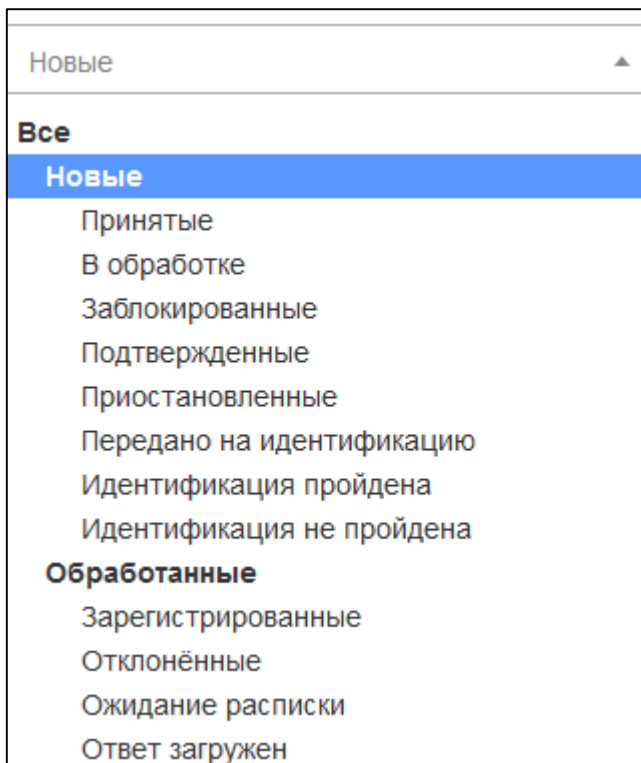 Новые
Все
Новые
Принятые
В обработке
Заблокированные
Подтвержденные
Приостановленные
Передано на идентификацию
Идентификация пройдена
Идентификация не пройдена
Обработанные
Зарегистрированные
Отклонённые
Ожидание расписки
Ответ загружен